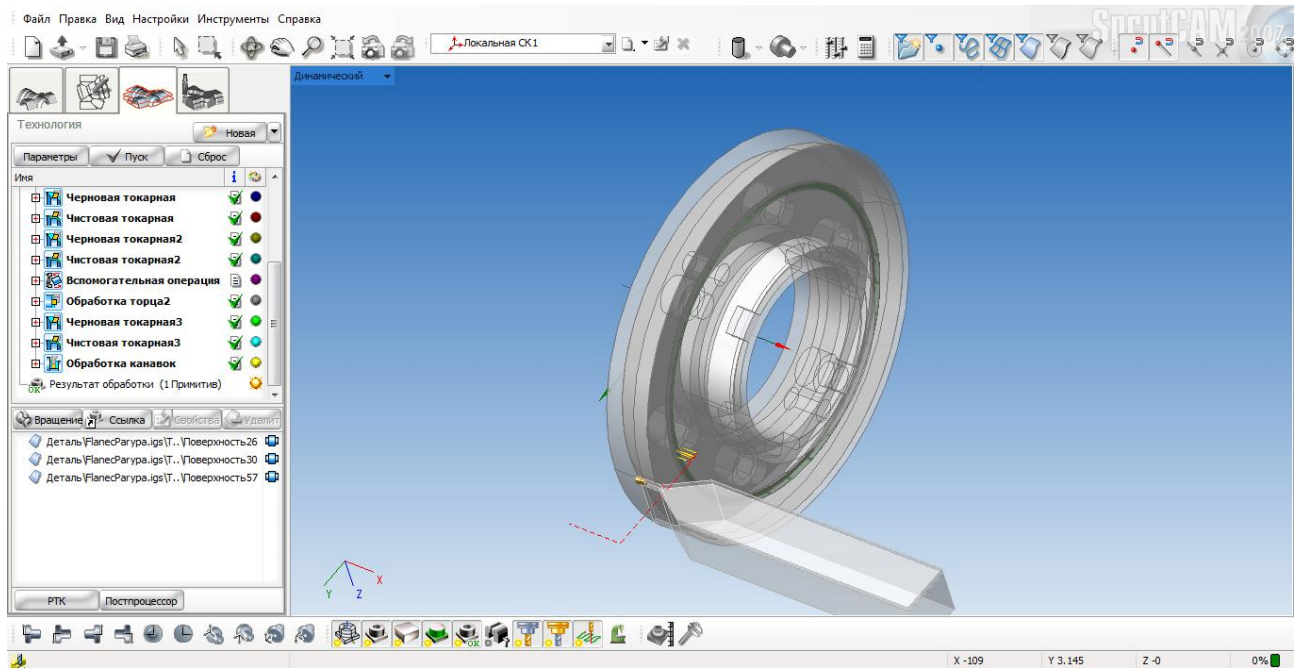 Файл Правка Вид Настройки Инструменты Справка
SprutCAM 2007
Локальная СК1
Динамический
Технология
Новая
Параметры Пуск Сброс
Имя
Черновая токарная
Чистовая токарная
Черновая токарная2
Чистовая токарная2
Вспомогательная операция
Обработка торца2
Черновая токарная3
Чистовая токарная3
Обработка канавок
Результат обработки (1 Примитив)
Вращение Ссылка Свойства Удалит
Деталь\FlanecParypa.igs\Т..\Поверхность26
Деталь\FlanecParypa.igs\Т..\Поверхность30
Деталь\FlanecParypa.igs\Т..\Поверхность57
X
Y Z
РТК Постпроцессор
X -109 Y 3.145 Z -0 0%